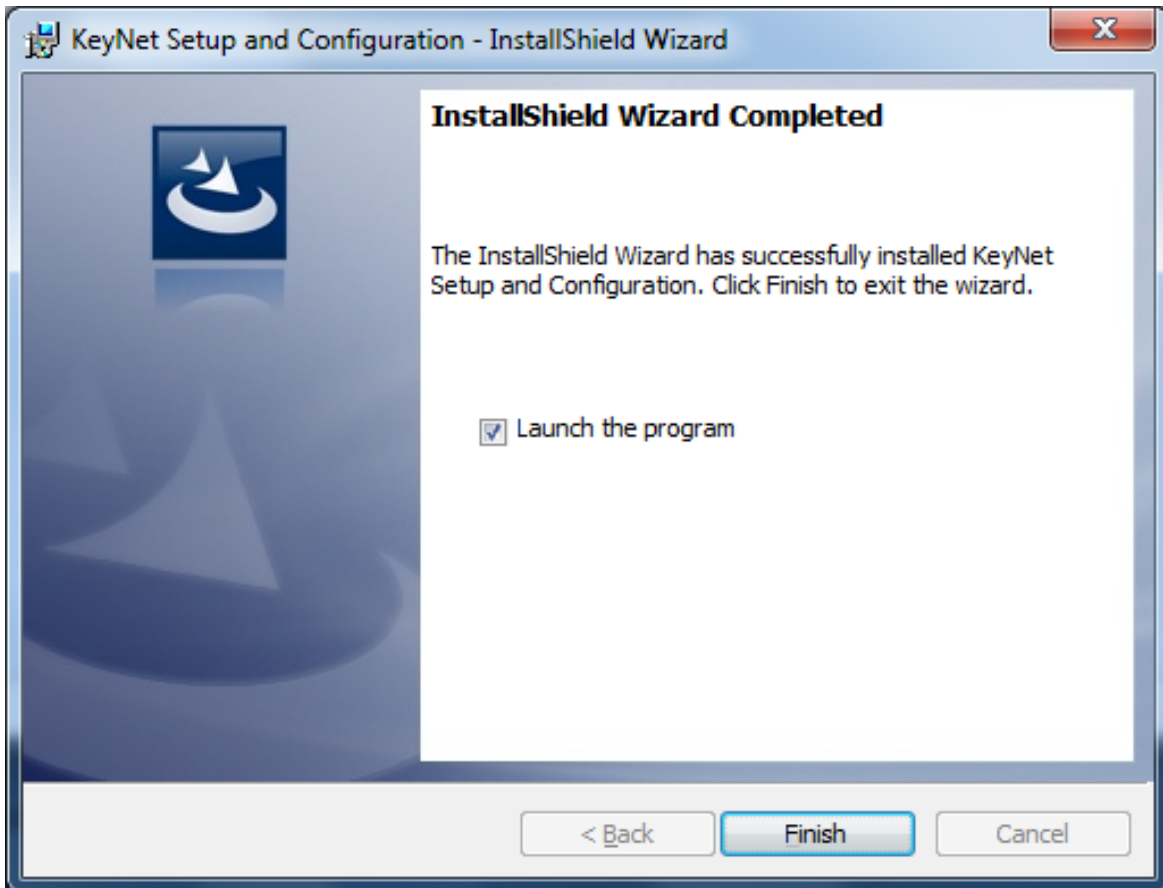 KeyNet Setup and Configuration - InstallShield Wizard
InstallShield Wizard Completed
The InstallShield Wizard has successfully installed KeyNet
Setup and Configuration. Click Finish to exit the wizard.
Launch the program
< Back
Finish
Cancel